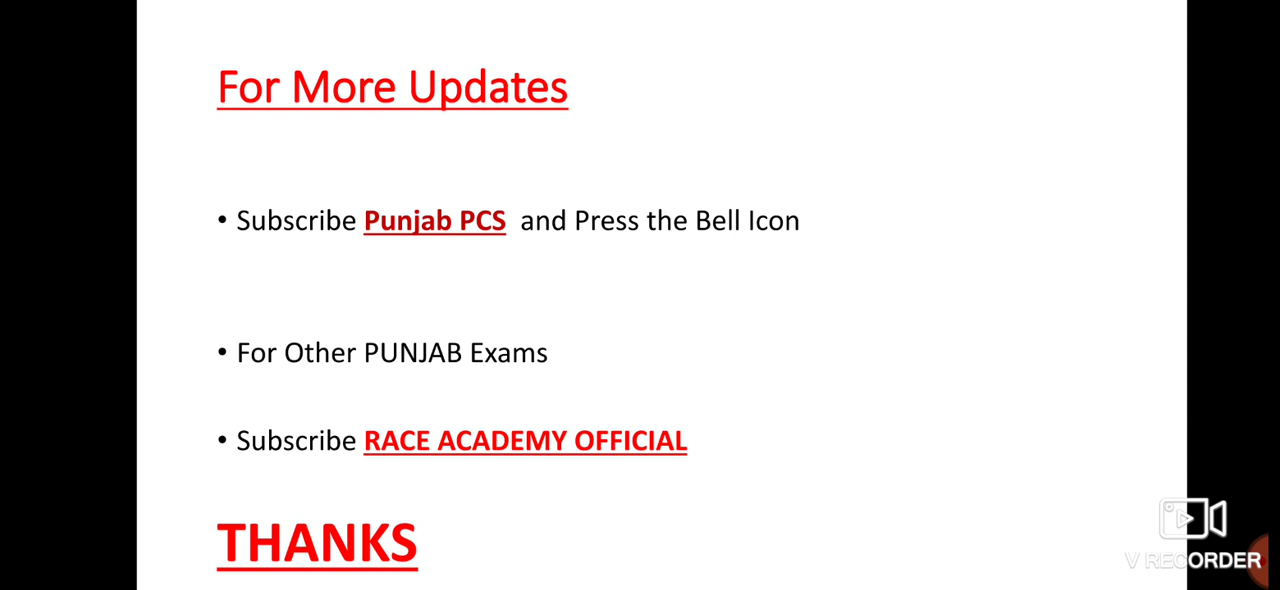 For More Updates
• Subscribe Punjab PCS and Press the Bell Icon
• For Other PUNJAB Exams
• Subscribe RACE ACADEMY OFFICIAL
THANKS
V RECORDER